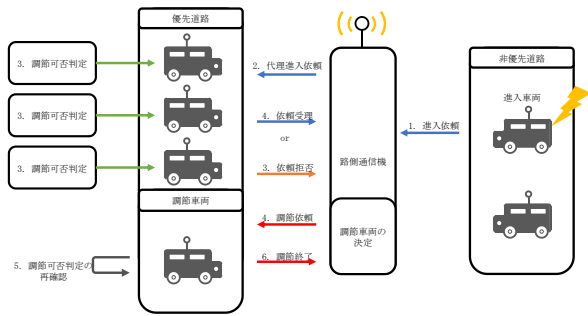 優先道路
3. 調節可否判定
3. 調節可否判定
3. 調節可否判定
調節車両
5. 調節可否判定の
再確認
2. 代理進入依頼
4. 依頼受理
or
3. 依頼拒否
4. 調節依頼
6. 調節終了
路側通信機
調節車両の
決定
1. 進入依頼
非優先道路
進入車両